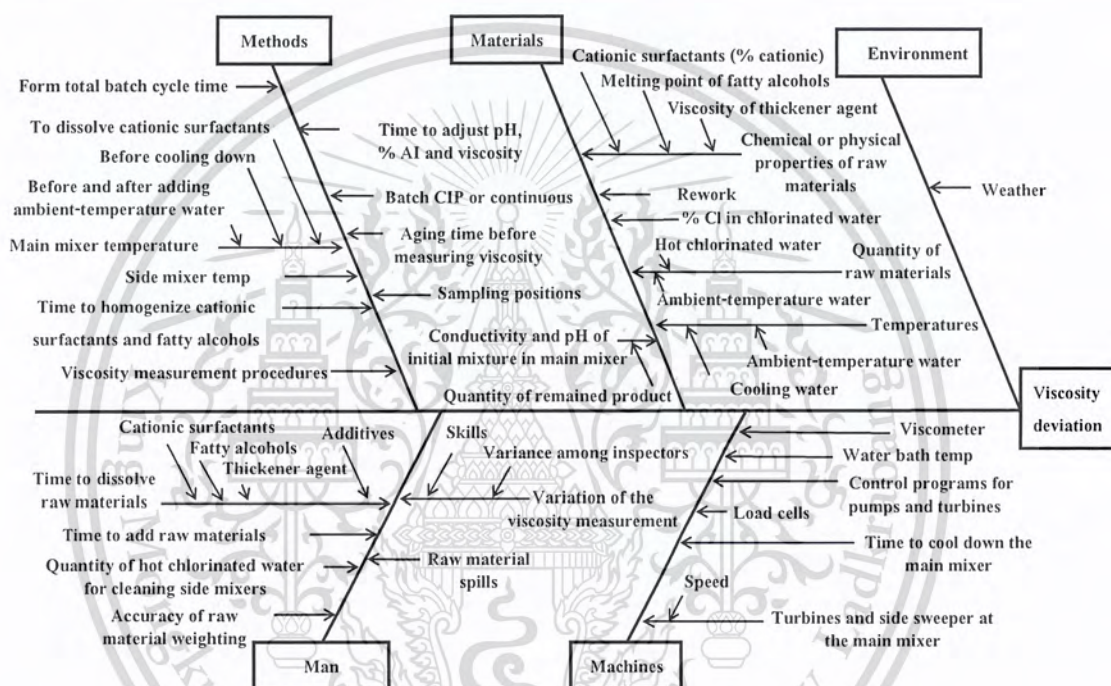 Methods
Materials
Environment
Form total batch cycle time
To dissolve cationic surfactants
Before cooling down
Before and after adding
ambient-temperature water
Main mixer temperature
Side mixer temp
Time to homogenize cationic
surfactants and fatty alcohols
Viscosity measurement procedures
Time to adjust pH,
% AI and viscosity
Batch CIP or continuous
Aging time before
measuring viscosity
Sampling positions
Cationic surfactants (% cationic)
Melting point of fatty alcohols
Viscosity of thickener agent
Chemical or physical
properties of raw
materials
Rework
% Cl in chlorinated water
Hot chlorinated water
Quantity of
raw materials
Ambient-temperature water
Temperatures
Conductivity and pH of
initial mixture in main mixer
Ambient-temperature water
Cooling water
Quantity of remained product
Weather
Viscosity
deviation
Cationic surfactants
Fatty alcohols
Thickener agent
Additives
Time to dissolve
raw materials
Time to add raw materials
Quantity of hot chlorinated water
for cleaning side mixers
Accuracy of raw
material weighting
Skills
Variance among inspectors
Variation of the
viscosity measurement
Raw material
spills
Viscometer
Water bath temp
Control programs for
pumps and turbines
Load cells
Time to cool down the
main mixer
Speed
Turbines and side sweeper at
the main mixer
Man
Machines